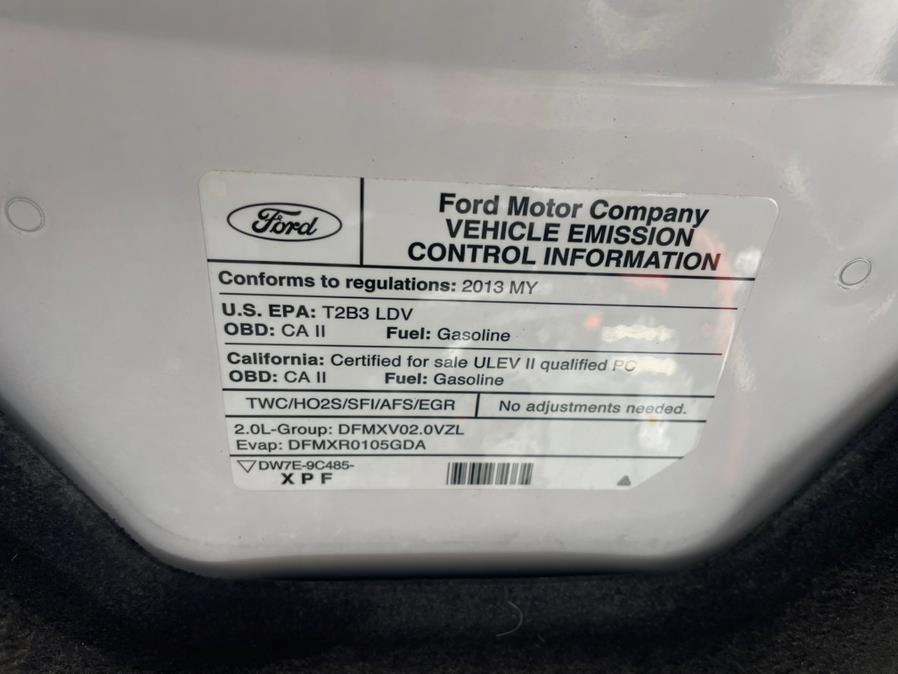 Ford
Ford Motor Company
VEHICLE EMISSION
CONTROL INFORMATION
Conforms to regulations: 2013 MY
U.S. EPA: T2B3 LDV
OBD: CA II Fuel: Gasoline
California: Certified for sale ULEV II qualified PC
OBD: CA II Fuel: Gasoline
TWC/HO2S/SFI/AFS/EGR No adjustments needed.
2.0L-Group: DFMXV02.0VZL
Evap: DFMXR0105GDA
DW7E-9C485-
X P F